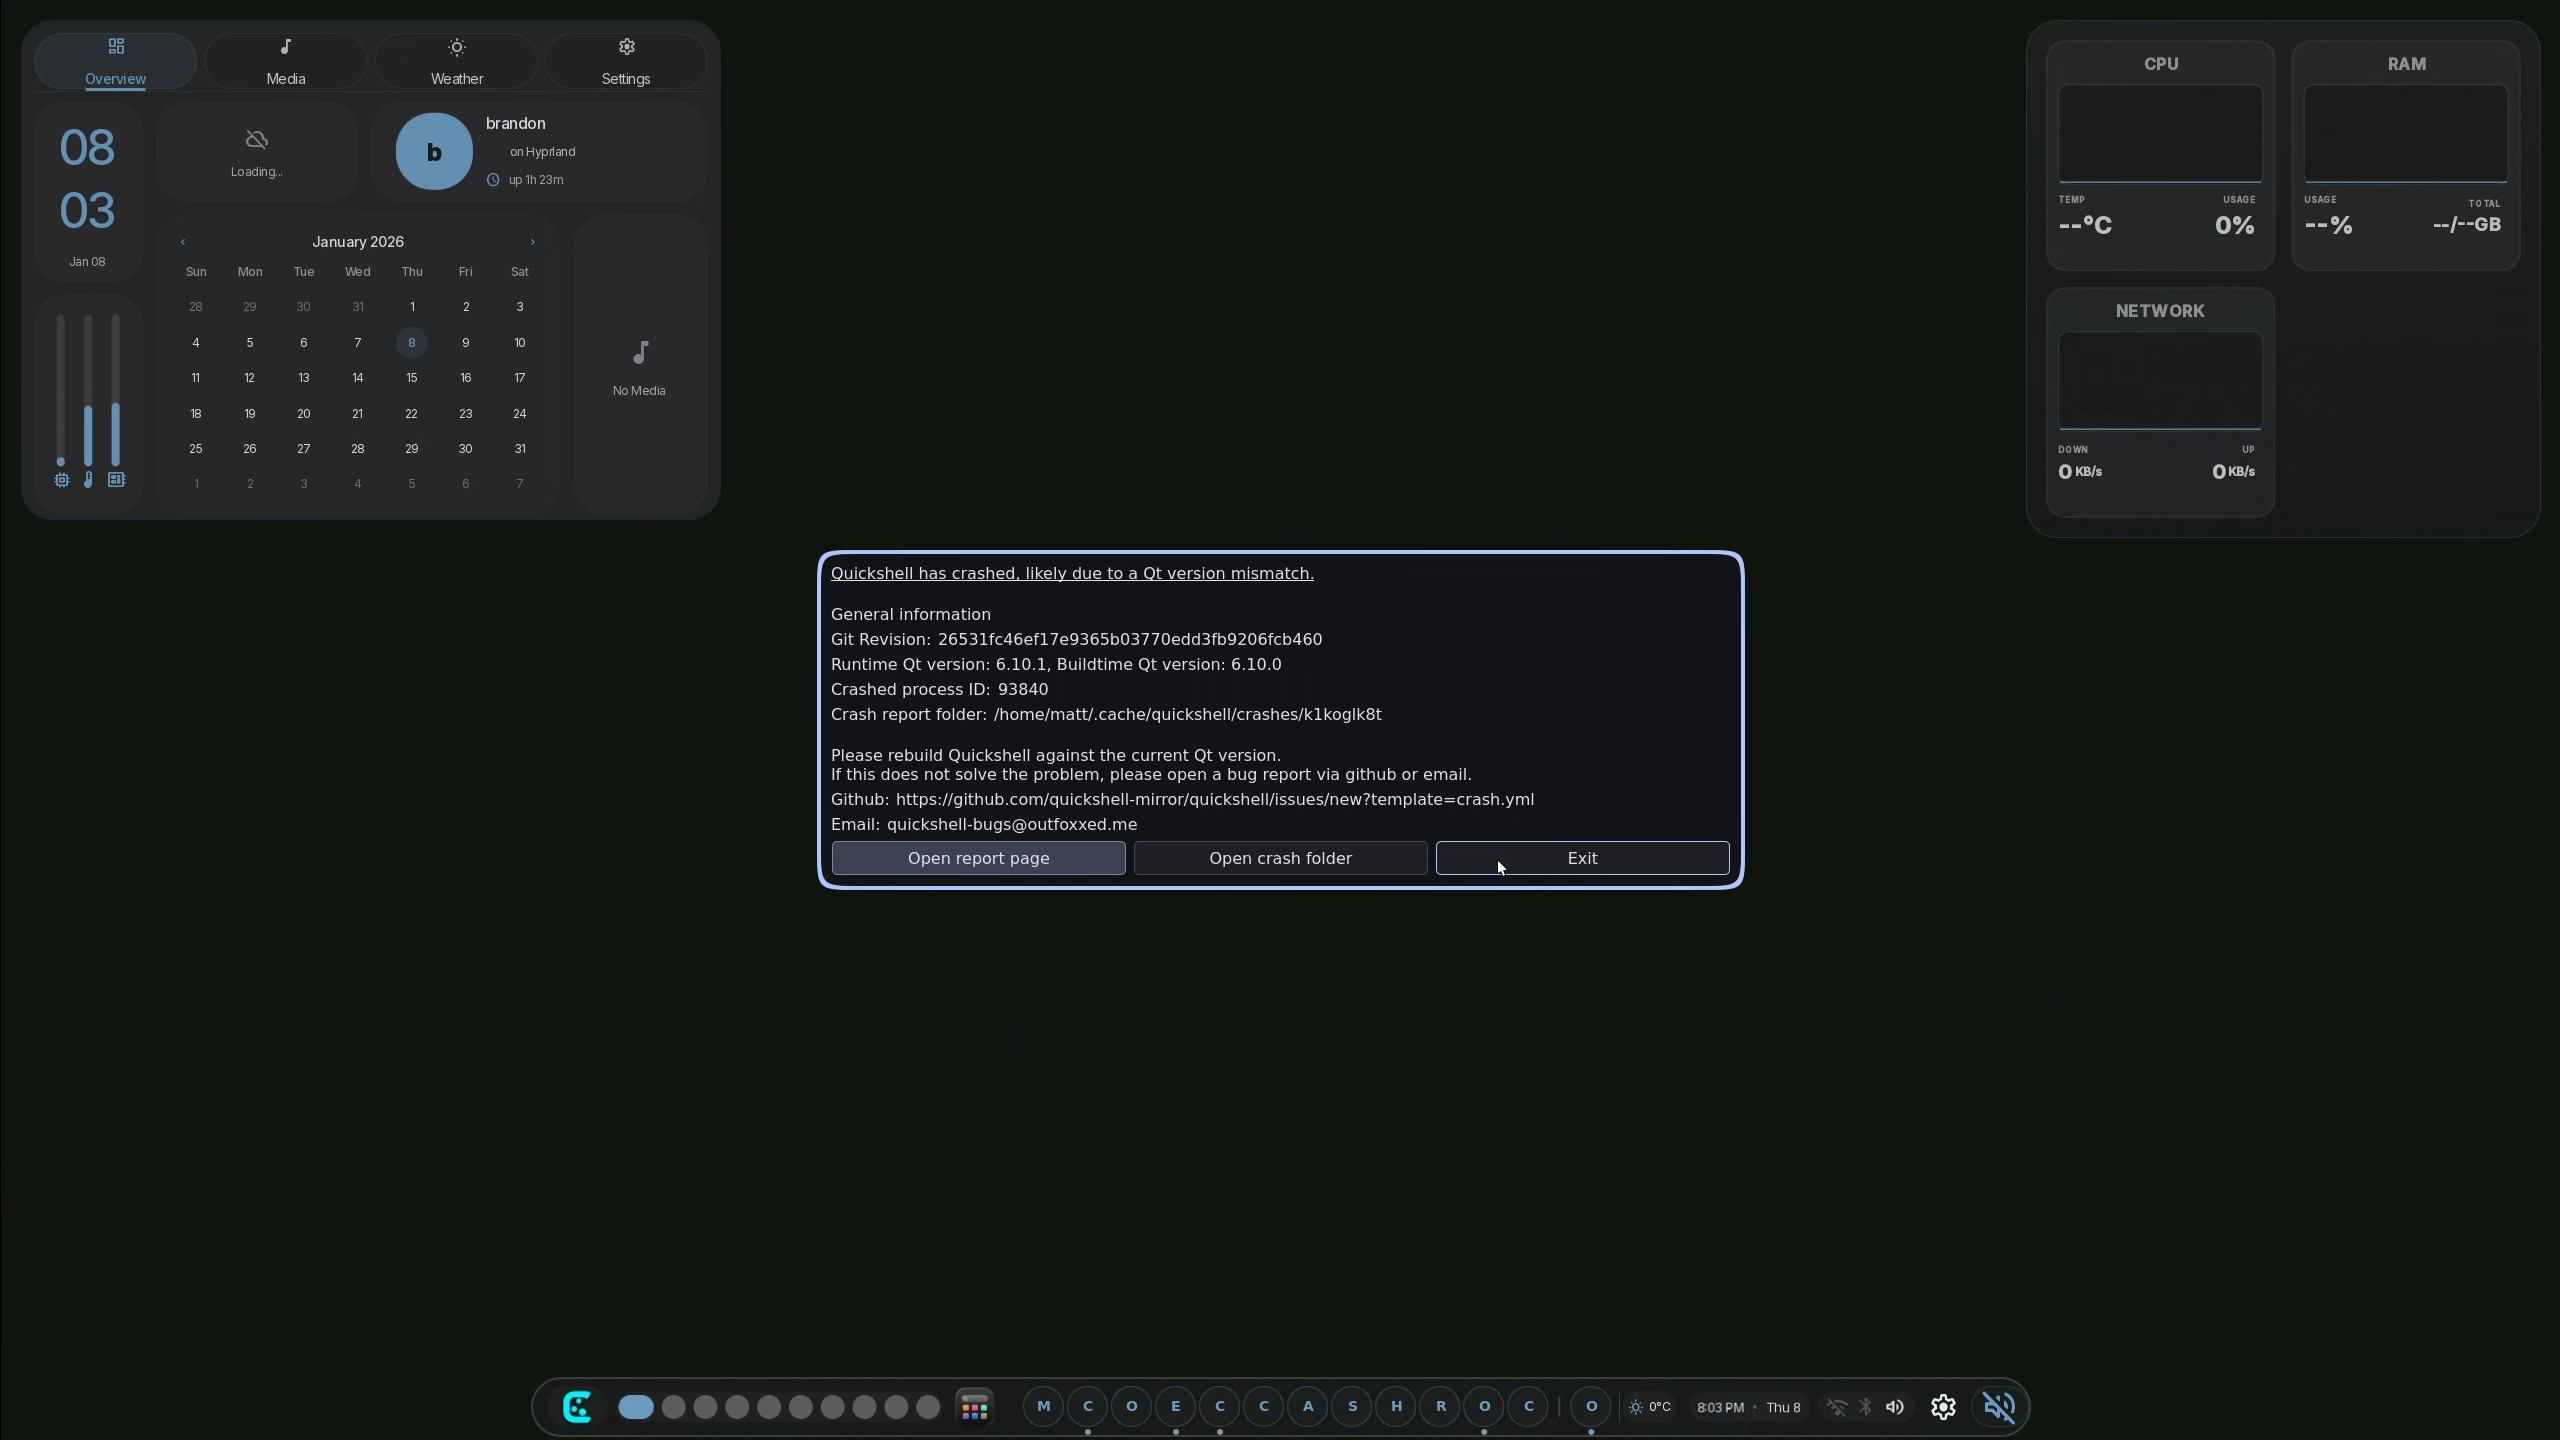 Overview
Media
Weather
Settings
08
03
Jan 08
Loading...
b
brandon
on Hyprland
up 1h 23m
January 2026
Sun Mon Tue Wed Thu Fri Sat
28 29 30 31 1 2 3
4 5 6 7 8 9 10
11 12 13 14 15 16 17
18 19 20 21 22 23 24
25 26 27 28 29 30 31
1 2 3 4 5 6 7
No Media
CPU
TEMP USAGE
--°C 0%
RAM
USAGE TOTAL
--% --/--GB
NETWORK
DOWN UP
0 KB/s 0 KB/s
Quickshell has crashed, likely due to a Qt version mismatch.
General information
Git Revision: 26531fc46ef17e9365b03770edd3fb9206fcb460
Runtime Qt version: 6.10.1, Buildtime Qt version: 6.10.0
Crashed process ID: 93840
Crash report folder: /home/matt/.cache/quickshell/crashes/k1koglk8t
Please rebuild Quickshell against the current Qt version.
If this does not solve the problem, please open a bug report via github or email.
Github: https://github.com/quickshell-mirror/quickshell/issues/new?template=crash.yml
Email: quickshell-bugs@outfoxxed.me
Open report page
Open crash folder
Exit
M C O E C C A S H R O C | O 0°C 8:03 PM • Thu 8